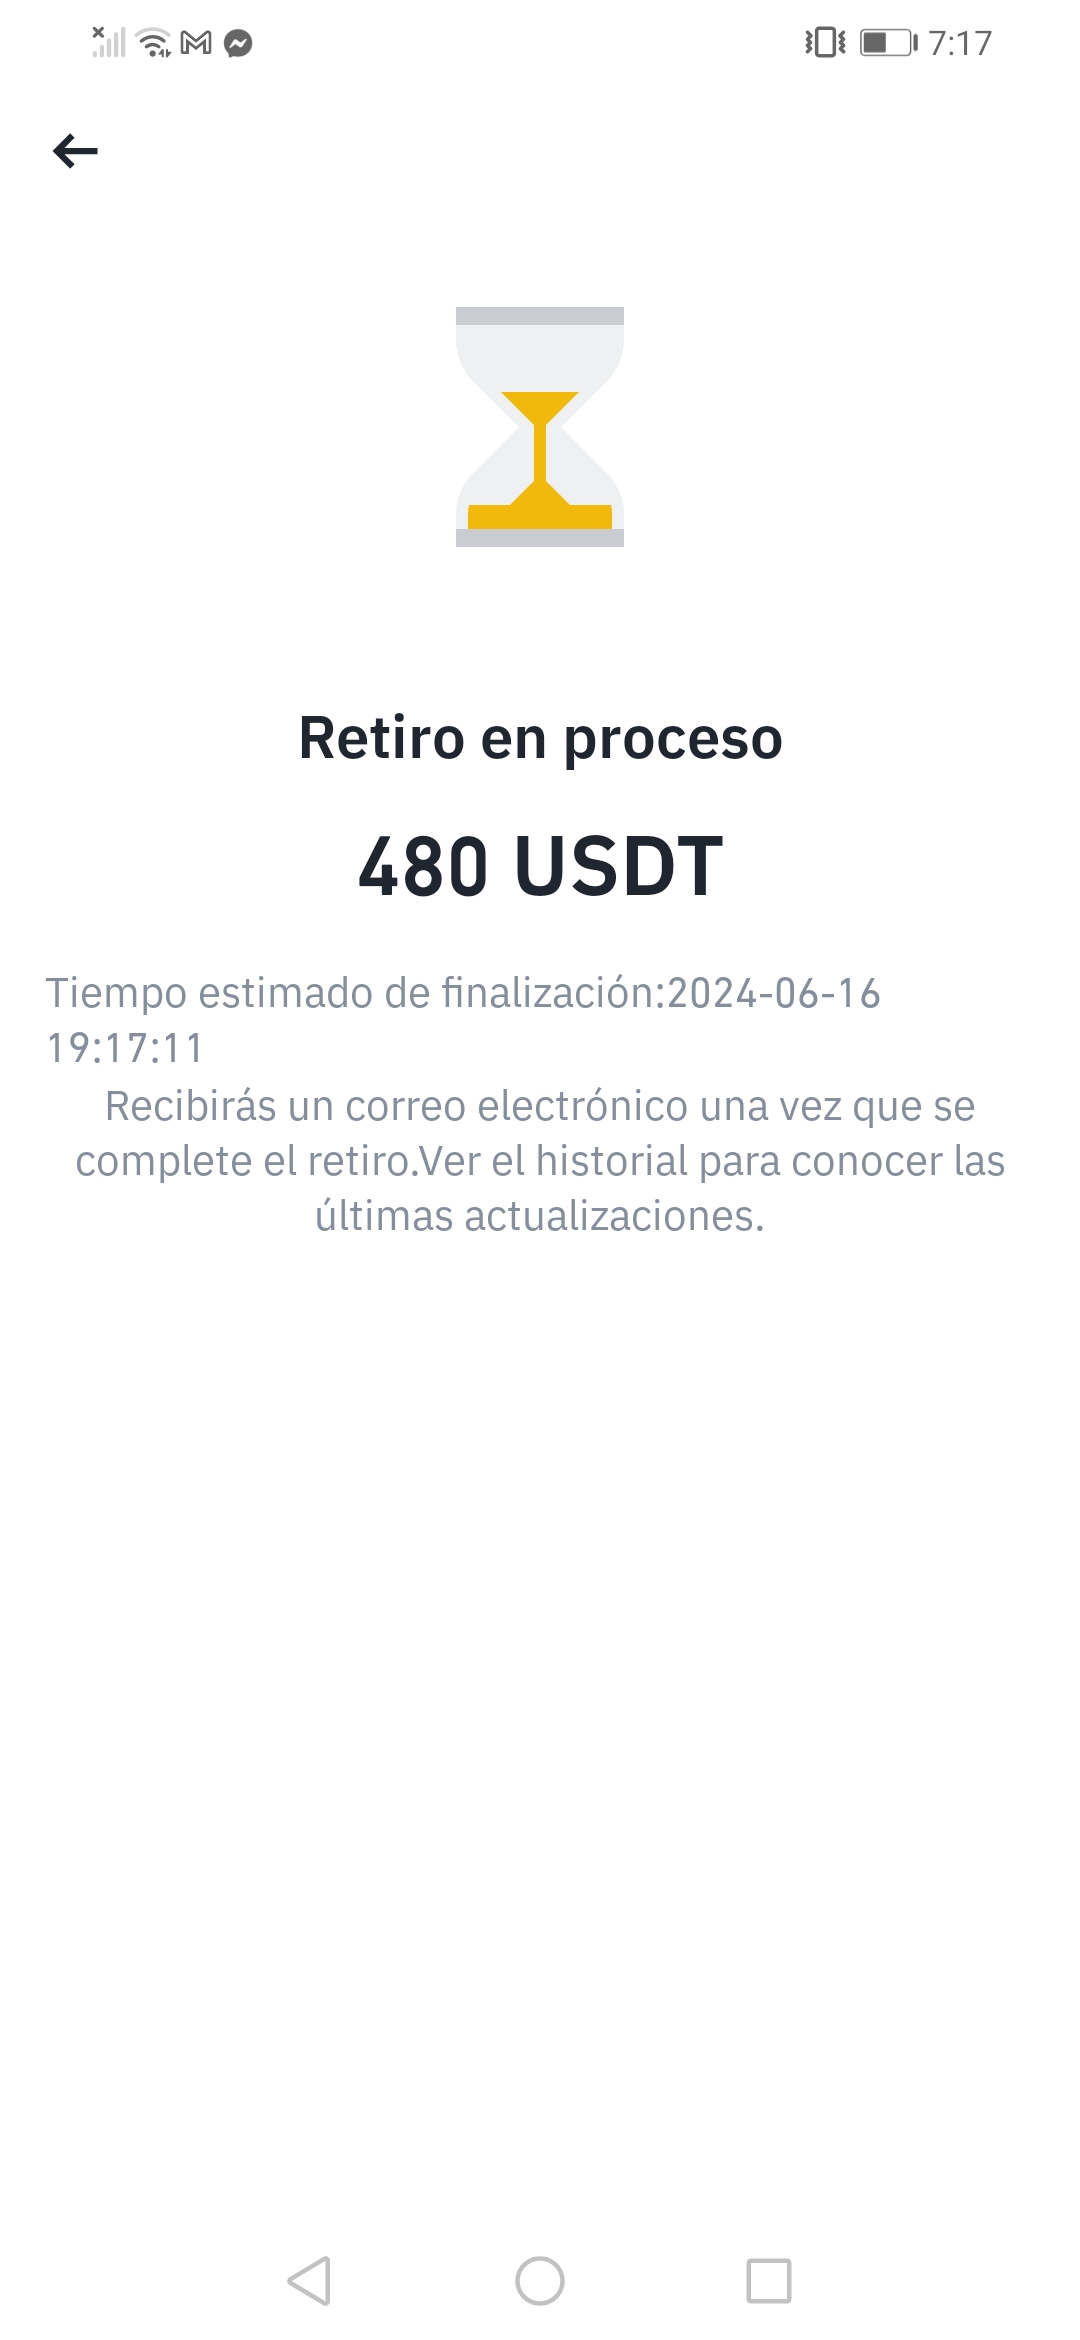 7:17
Retiro en proceso
480 USDT
Tiempo estimado de finalización:2024-06-16
19:17:11
Recibirás un correo electrónico una vez que se
complete el retiro.Ver el historial para conocer las
últimas actualizaciones.